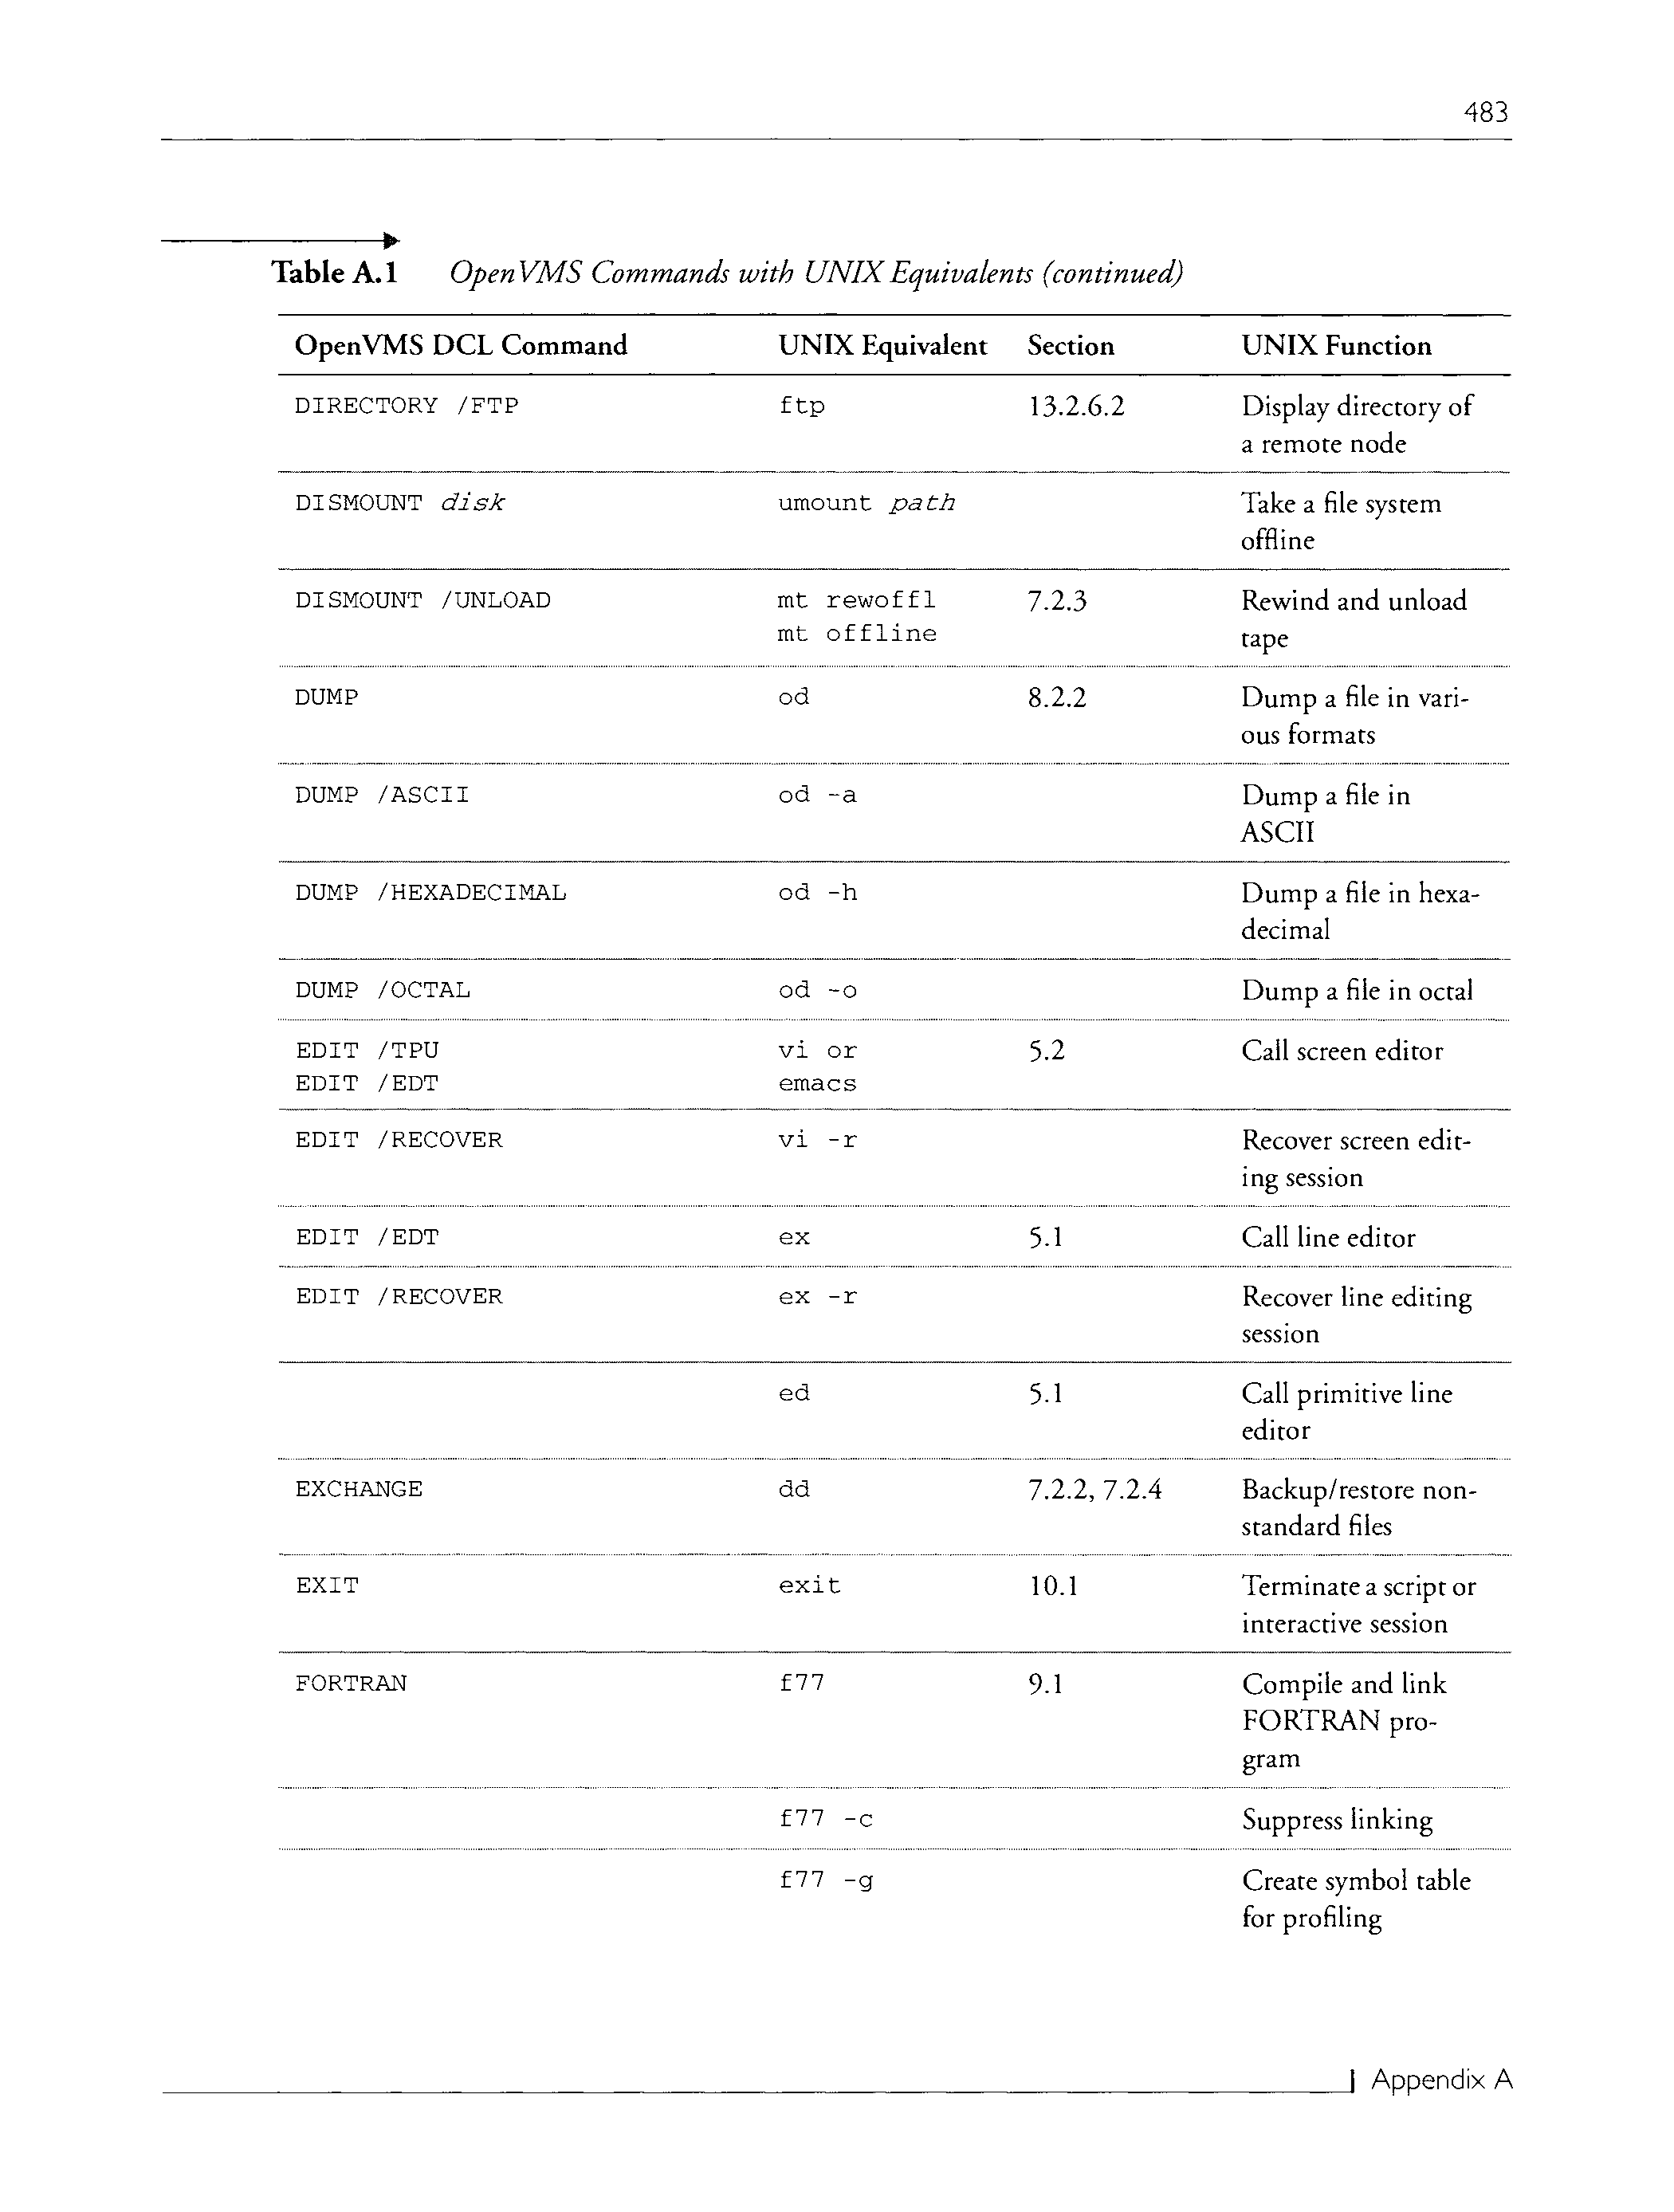 483
Table A.1 OpenVMS Commands with UNIX Equivalents (continued)
OpenVMS DCL Command UNIX Equivalent Section UNIX Function
DIRECTORY /FTP ftp 13.2.6.2 Display directory of
a remote node
DISMOUNT disk umount path Take a file system
offline
DISMOUNT /UNLOAD mt rewoffl 7.2.3 Rewind and unload
mt offline tape
DUMP od 8.2.2 Dump a file in vari-
ous formats
DUMP /ASCII od -a Dump a file in
ASCII
DUMP /HEXADECIMAL od -h Dump a file in hexa-
decimal
DUMP /OCTAL od -o Dump a file in octal
EDIT /TPU vi or 5.2 Call screen editor
EDIT /EDT emacs
EDIT /RECOVER vi -r Recover screen edit-
ing session
EDIT /EDT ex 5.1 Call line editor
EDIT /RECOVER ex -r Recover line editing
session
ed 5.1 Call primitive line
editor
EXCHANGE dd 7.2.2, 7.2.4 Backup/restore non-
standard files
EXIT exit 10.1 Terminate a script or
interactive session
FORTRAN f77 9.1 Compile and link
FORTRAN pro-
gram
f77 -c Suppress linking
f77 -g Create symbol table
for profiling
Appendix A